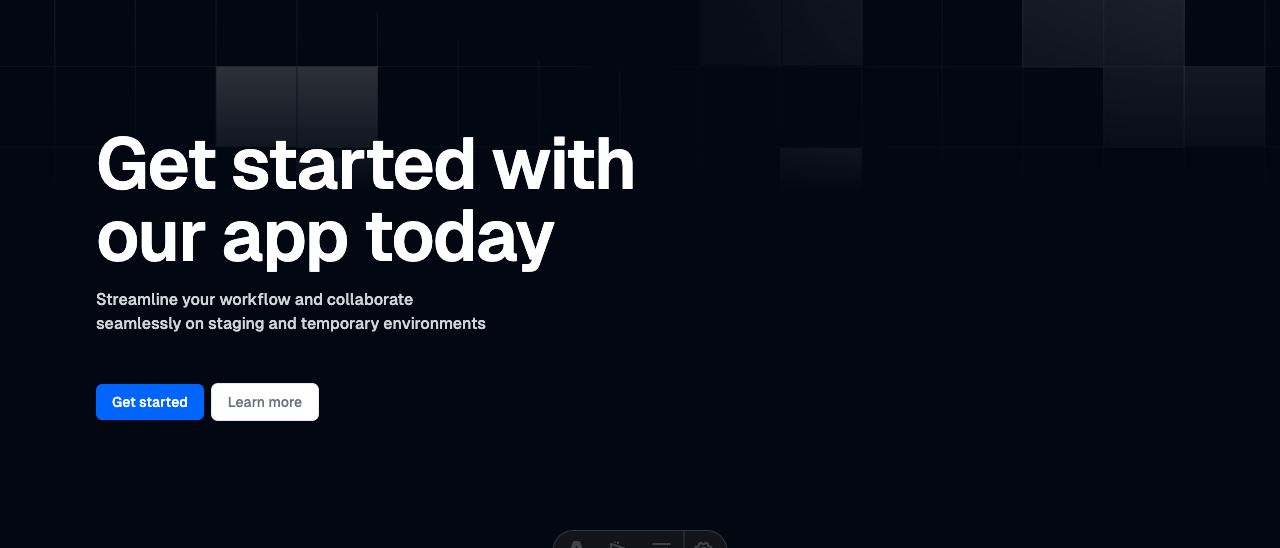 Get started with
our app today
Streamline your workflow and collaborate
seamlessly on staging and temporary environments
Get started
Learn more